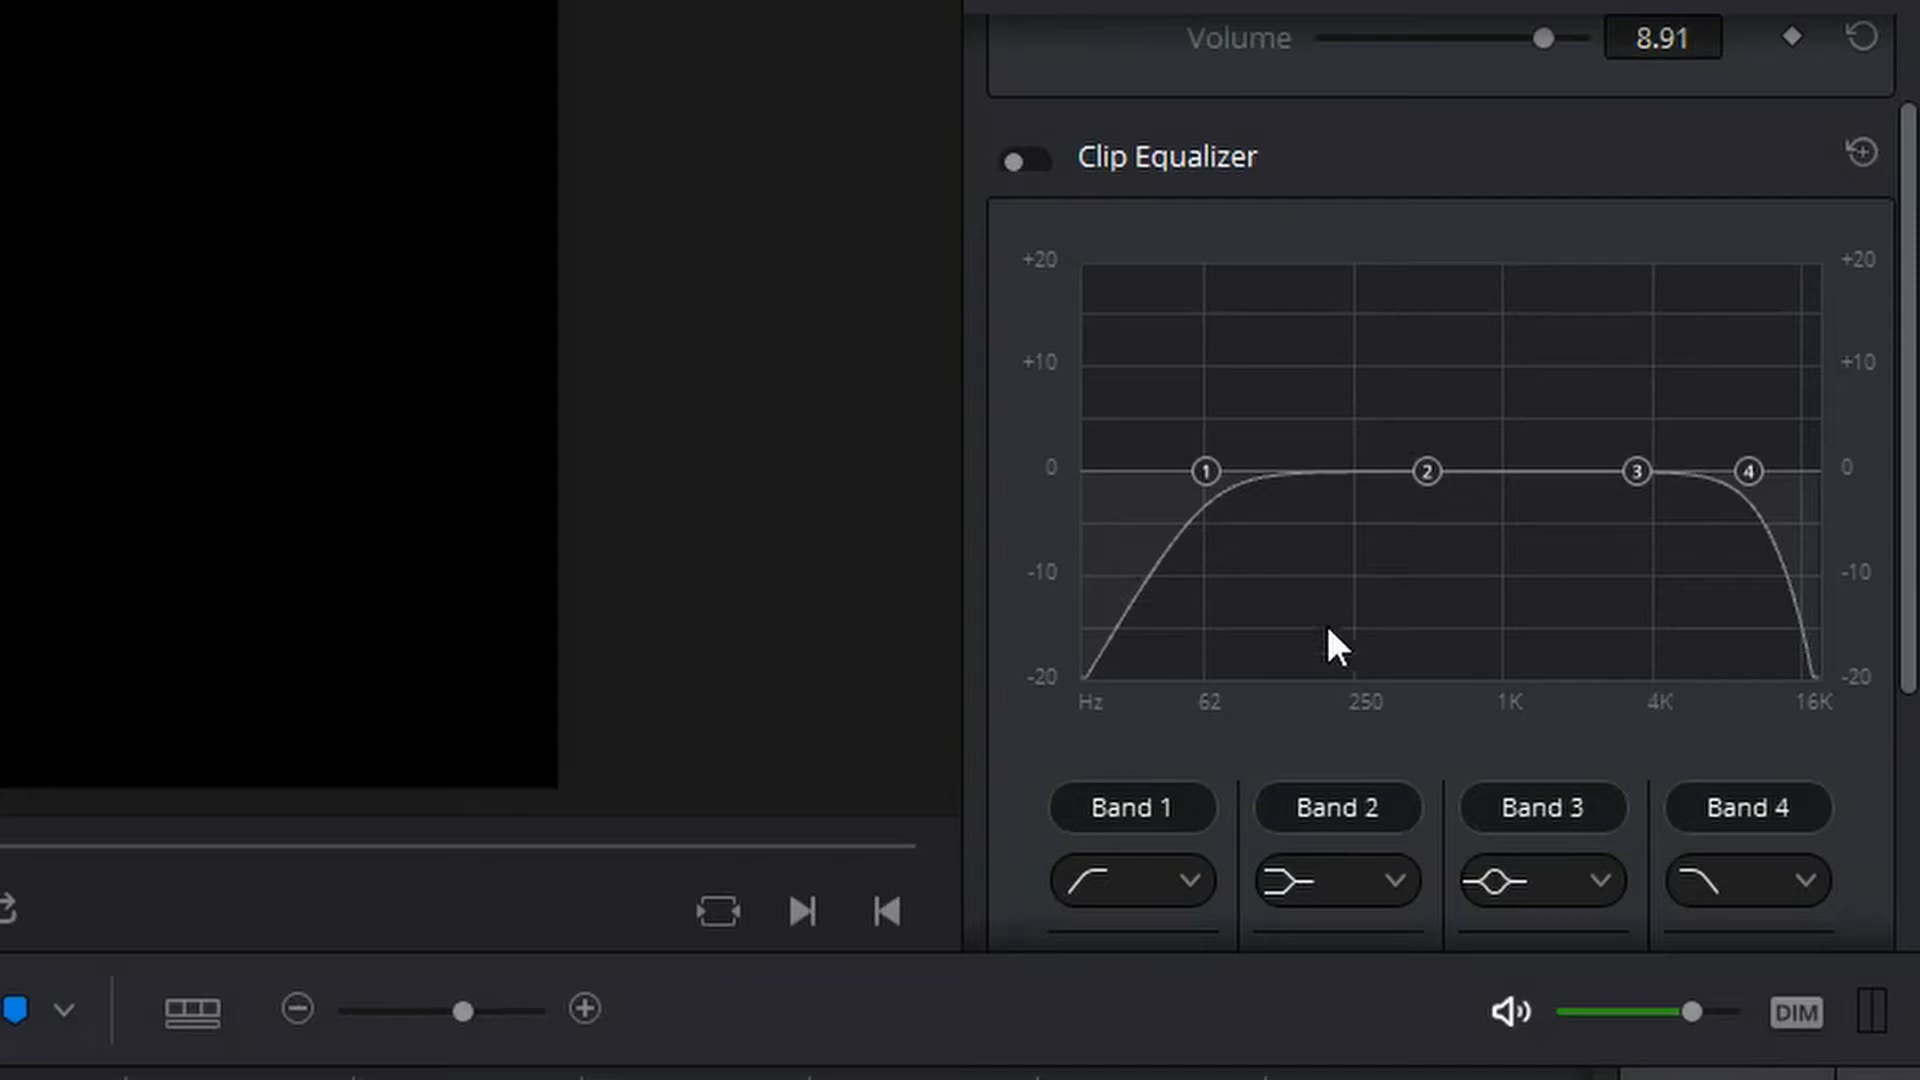 Volume 8.91
Clip Equalizer
+20 +20
+10 +10
0 1 2 3 4 0
-10 -10
-20 -20
Hz 62 250 1K 4K 16K
Band 1 Band 2 Band 3 Band 4
DIM